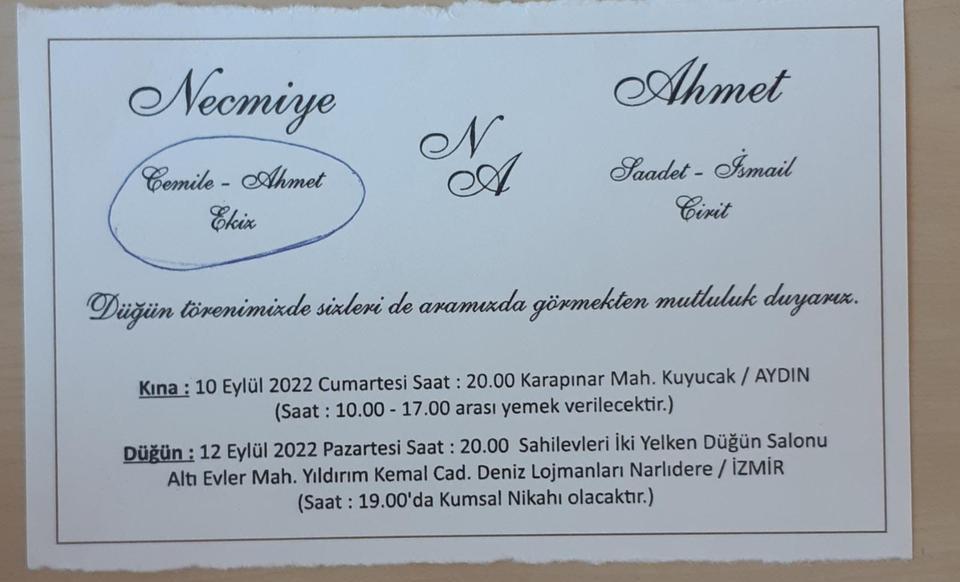 Necmiye
Cemile - Ahmet
Ekiz
N
A
Ahmet
Saadet - İsmail
Cirit
Düğün törenimizde sizleri de aramızda görmekten mutluluk duyarız.
Kına : 10 Eylül 2022 Cumartesi Saat : 20.00 Karapınar Mah. Kuyucak / AYDIN
(Saat : 10.00 - 17.00 arası yemek verilecektir.)
Düğün : 12 Eylül 2022 Pazartesi Saat : 20.00 Sahilevleri İki Yelken Düğün Salonu
Altı Evler Mah. Yıldırım Kemal Cad. Deniz Lojmanları Narlıdere / İZMİR
(Saat : 19.00'da Kumsal Nikahı olacaktır.)